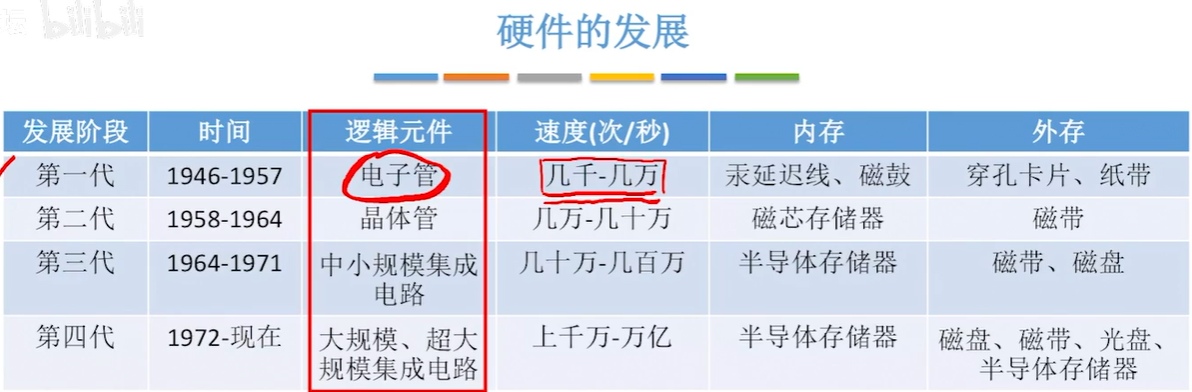 bilibili
硬件的发展
发展阶段 时间 逻辑元件 速度(次/秒) 内存 外存
第一代 1946-1957 电子管 几千-几万 汞延迟线、磁鼓 穿孔卡片、纸带
第二代 1958-1964 晶体管 几万-几十万 磁芯存储器 磁带
第三代 1964-1971 中小规模集成
电路 几十万-几百万 半导体存储器 磁带、磁盘
第四代 1972-现在 大规模、超大
规模集成电路 上千万-万亿 半导体存储器 磁盘、磁带、光盘、
半导体存储器